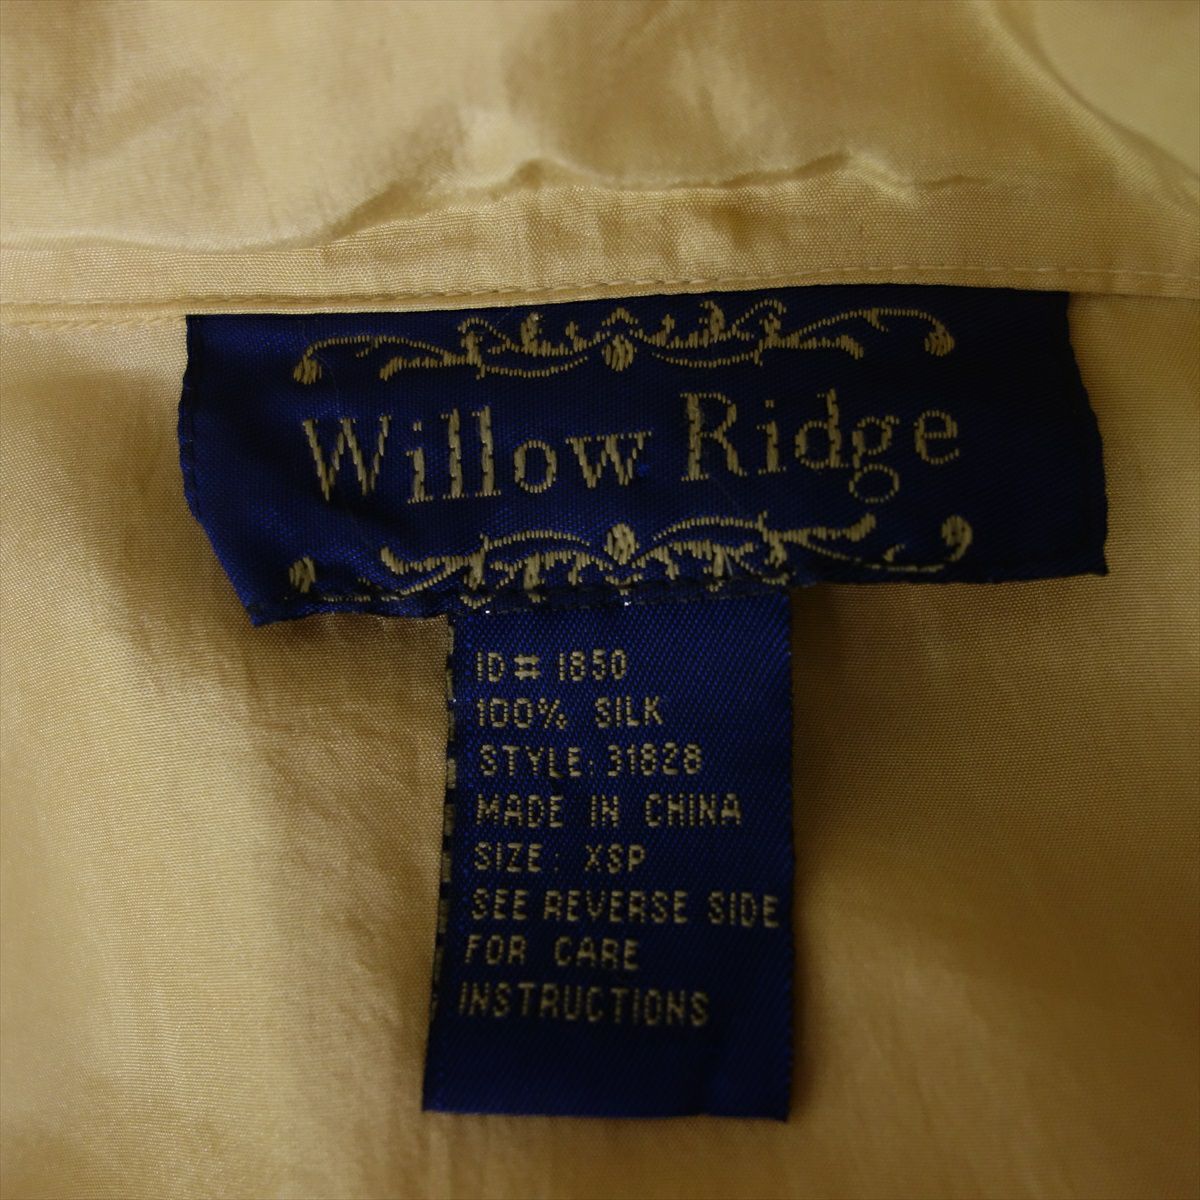 Willow Ridge
ID# 1850
100% SILK
STYLE: 31828
MADE IN CHINA
SIZE: XSP
SEE REVERSE SIDE
FOR CARE
INSTRUCTIONS